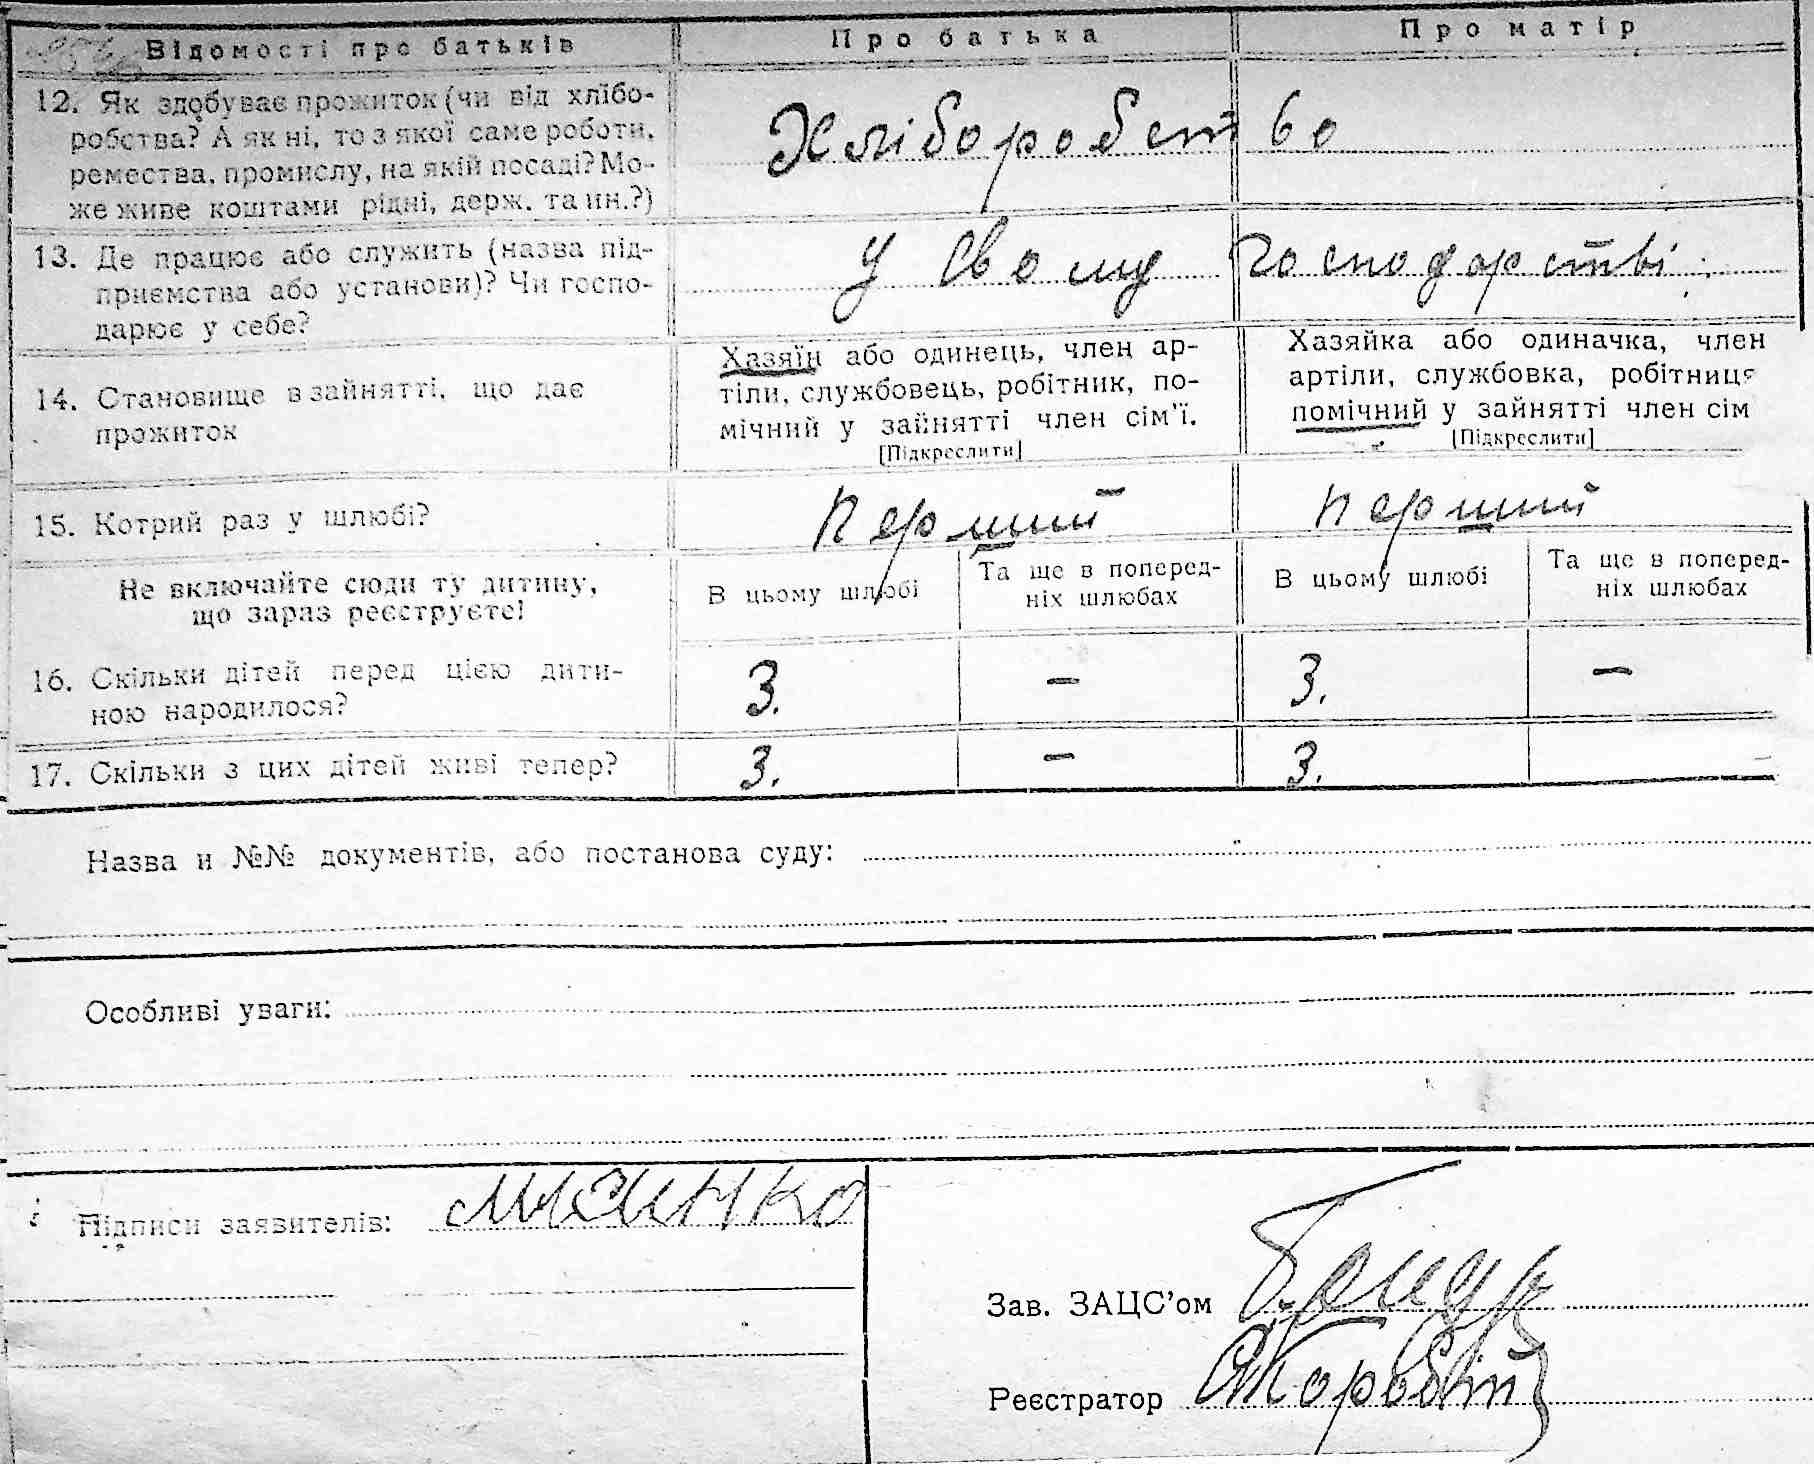 Відомості про батьків Про батька Про матір
12. Як здобуває прожиток (чи від хлібо-
робства? А як ні, то з якої саме роботи,
ремества, промислу, на якій посаді? Мо-
же живе коштами рідні, держ. та ин.?)
Хліборобство
13. Де працює або служить (назва під-
приємства або установи)? Чи госпо-
дарює у себе?
У свому господарстві
14. Становище в зайнятті, що дає
прожиток
Хазяїн або одинець, член ар-
тіли, службовець, робітник, по-
мічний у зайнятті член сім'ї.
[Підкреслити]
Хазяйка або одиначка, член
артіли, службовка, робітниця
помічний у зайнятті член сім
[Підкреслити]
15. Котрий раз у шлюбі? перший перший
Не включайте сюди ту дитину,
що зараз реєструєте!
В цьому шлюбі
Та ще в поперед-
ніх шлюбах
В цьому шлюбі
Та ще в поперед-
ніх шлюбах
16. Скільки дітей перед цією дити-
ною народилося?
3. – 3. –
17. Скільки з цих дітей живі тепер? 3. – 3. –
Назва и №№ документів, або постанова суду:
Особливі уваги:
Підписи заявителів:
Зав. ЗАЦС'ом
Реєстратор